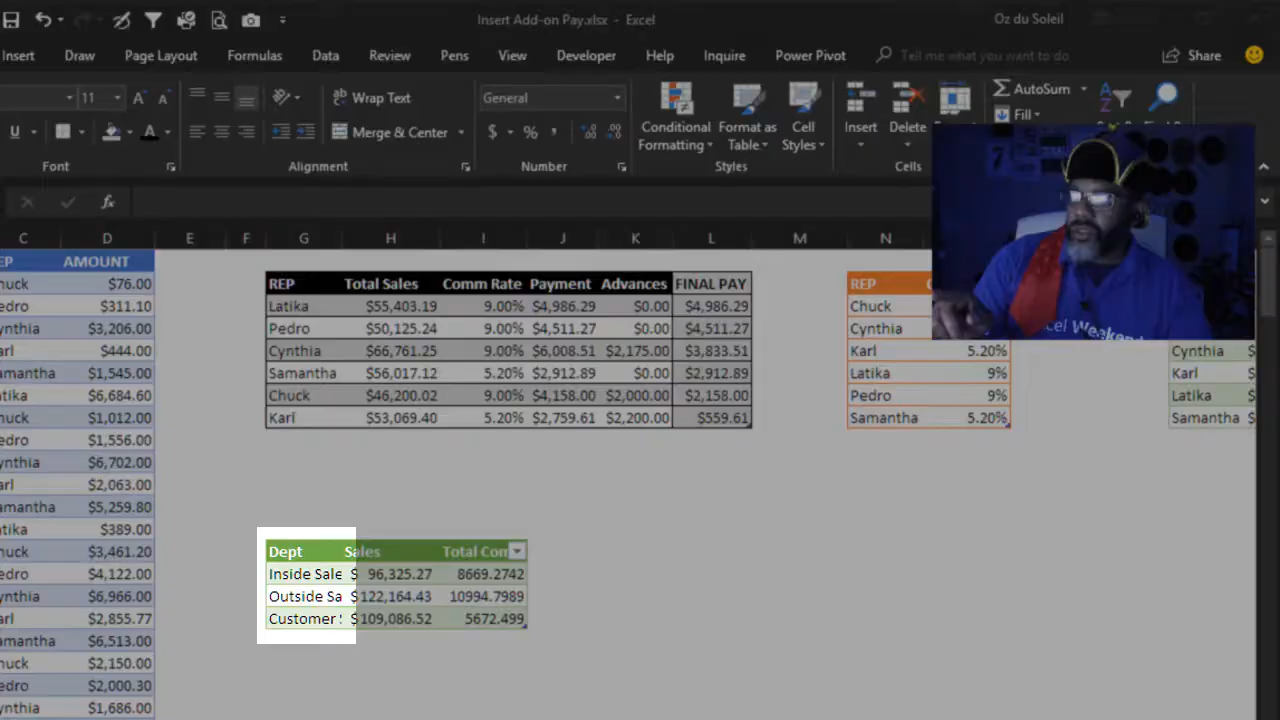 Insert Add-on Pay.xlsx - Excel
Oz du Soleil
Insert Draw Page Layout Formulas Data Review Pens View Developer Help Inquire Power Pivot Tell me what you want to do Share
11 A A Wrap Text General AutoSum
Fill
U A Merge & Center $ % , Conditional Formatting Format as Table Cell Styles Insert Delete
Font Alignment Number Styles Cells
fx
C D E F G H I J K L M N
EP AMOUNT
huck $76.00
edro $311.10
ynthia $3,206.00
arl $444.00
amantha $1,545.00
atika $6,684.60
huck $1,012.00
edro $1,556.00
ynthia $6,702.00
arl $2,063.00
amantha $5,259.80
atika $389.00
huck $3,461.20
edro $4,122.00
ynthia $6,966.00
arl $2,855.77
amantha $6,513.00
huck $2,150.00
edro $2,000.30
ynthia $1,686.00
REP Total Sales Comm Rate Payment Advances FINAL PAY
Latika $55,403.19 9.00% $4,986.29 $0.00 $4,986.29
Pedro $50,125.24 9.00% $4,511.27 $0.00 $4,511.27
Cynthia $66,761.25 9.00% $6,008.51 $2,175.00 $3,833.51
Samantha $56,017.12 5.20% $2,912.89 $0.00 $2,912.89
Chuck $46,200.02 9.00% $4,158.00 $2,000.00 $2,158.00
Karl $53,069.40 5.20% $2,759.61 $2,200.00 $559.61
REP
Chuck
Cynthia
Karl 5.20%
Latika 9%
Pedro 9%
Samantha 5.20%
Cynthia $
Karl $
Latika $
Samantha $
Dept Sales Total Com
Inside Sale $ 96,325.27 8669.2742
Outside Sa $122,164.43 10994.7989
Customer S $109,086.52 5672.499
cel Weekend